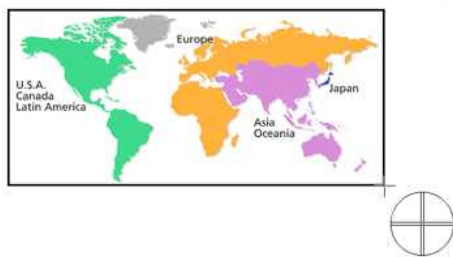 Europe
U.S.A.
Canada
Latin America
Japan
Asia
Oceania